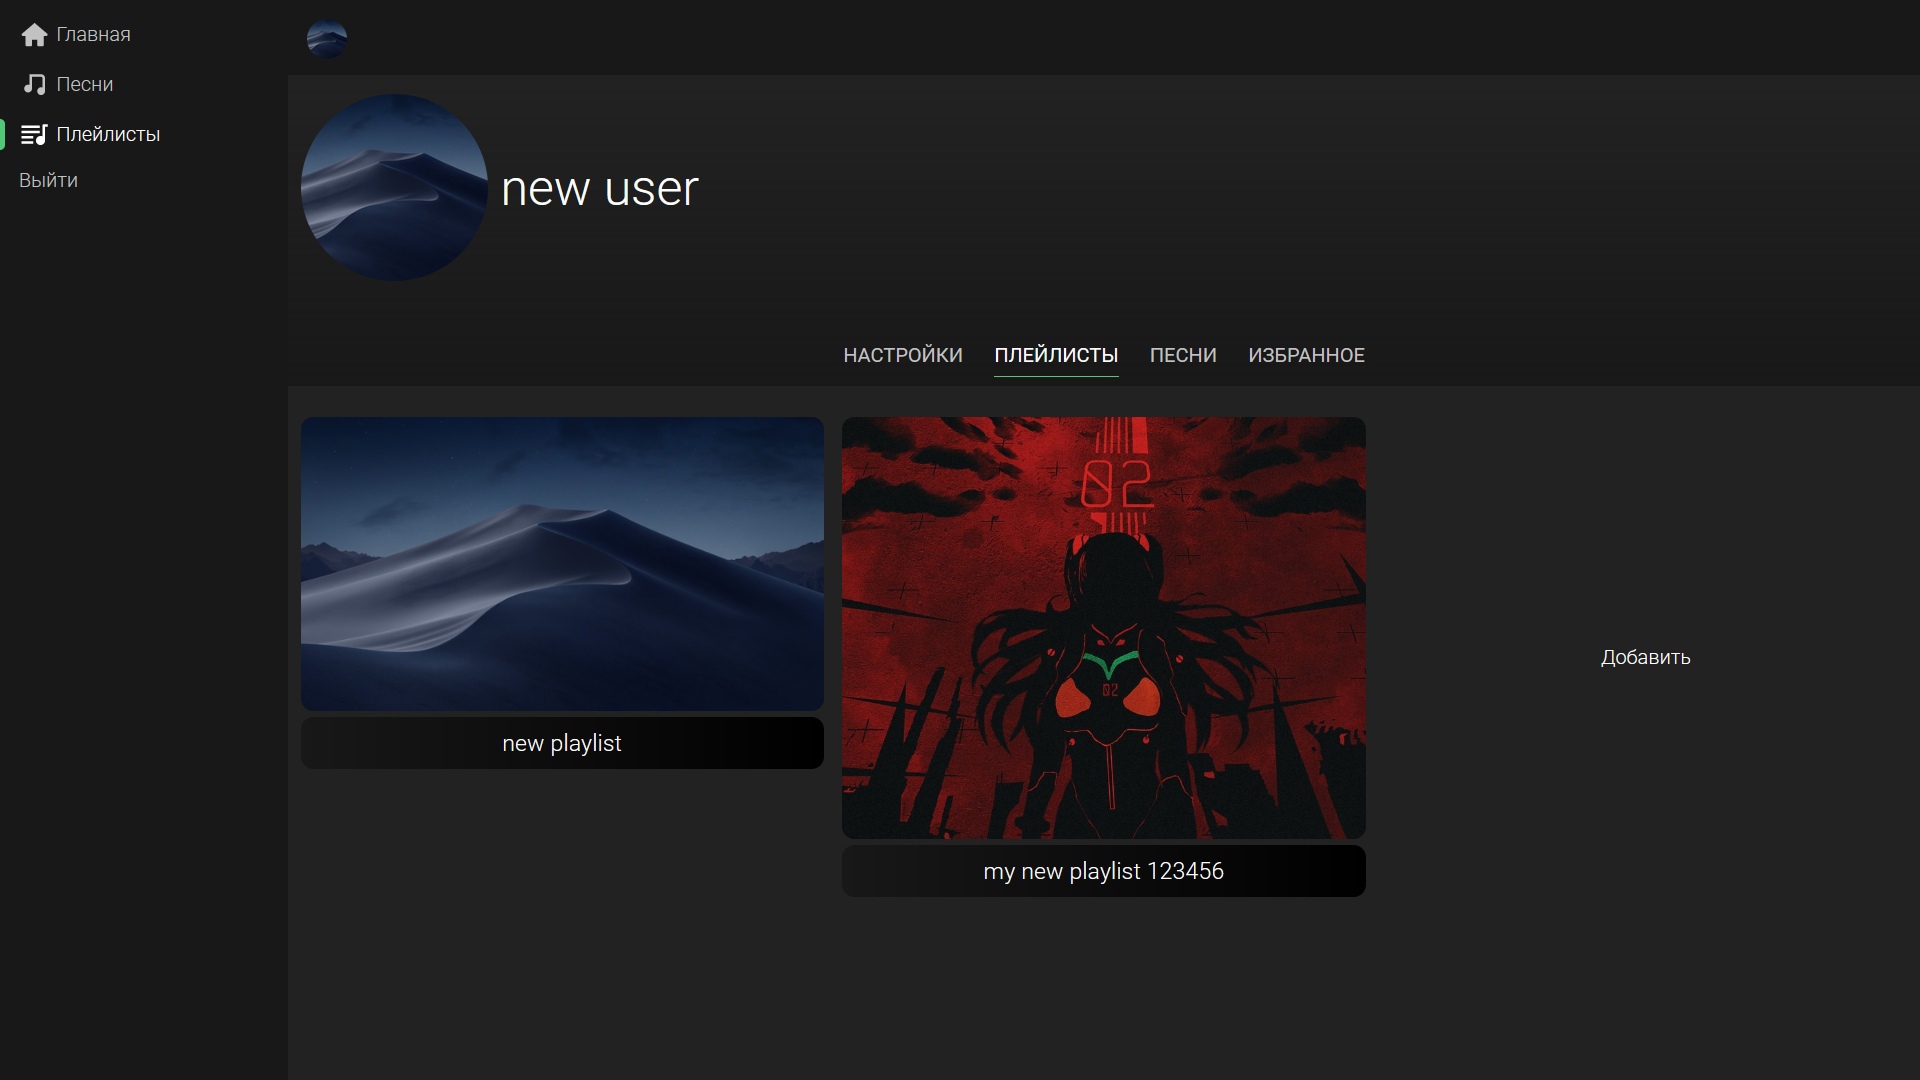 Главная
Песни
Плейлисты
Выйти
new user
НАСТРОЙКИ ПЛЕЙЛИСТЫ ПЕСНИ ИЗБРАННОЕ
02
02
new playlist
my new playlist 123456
Добавить